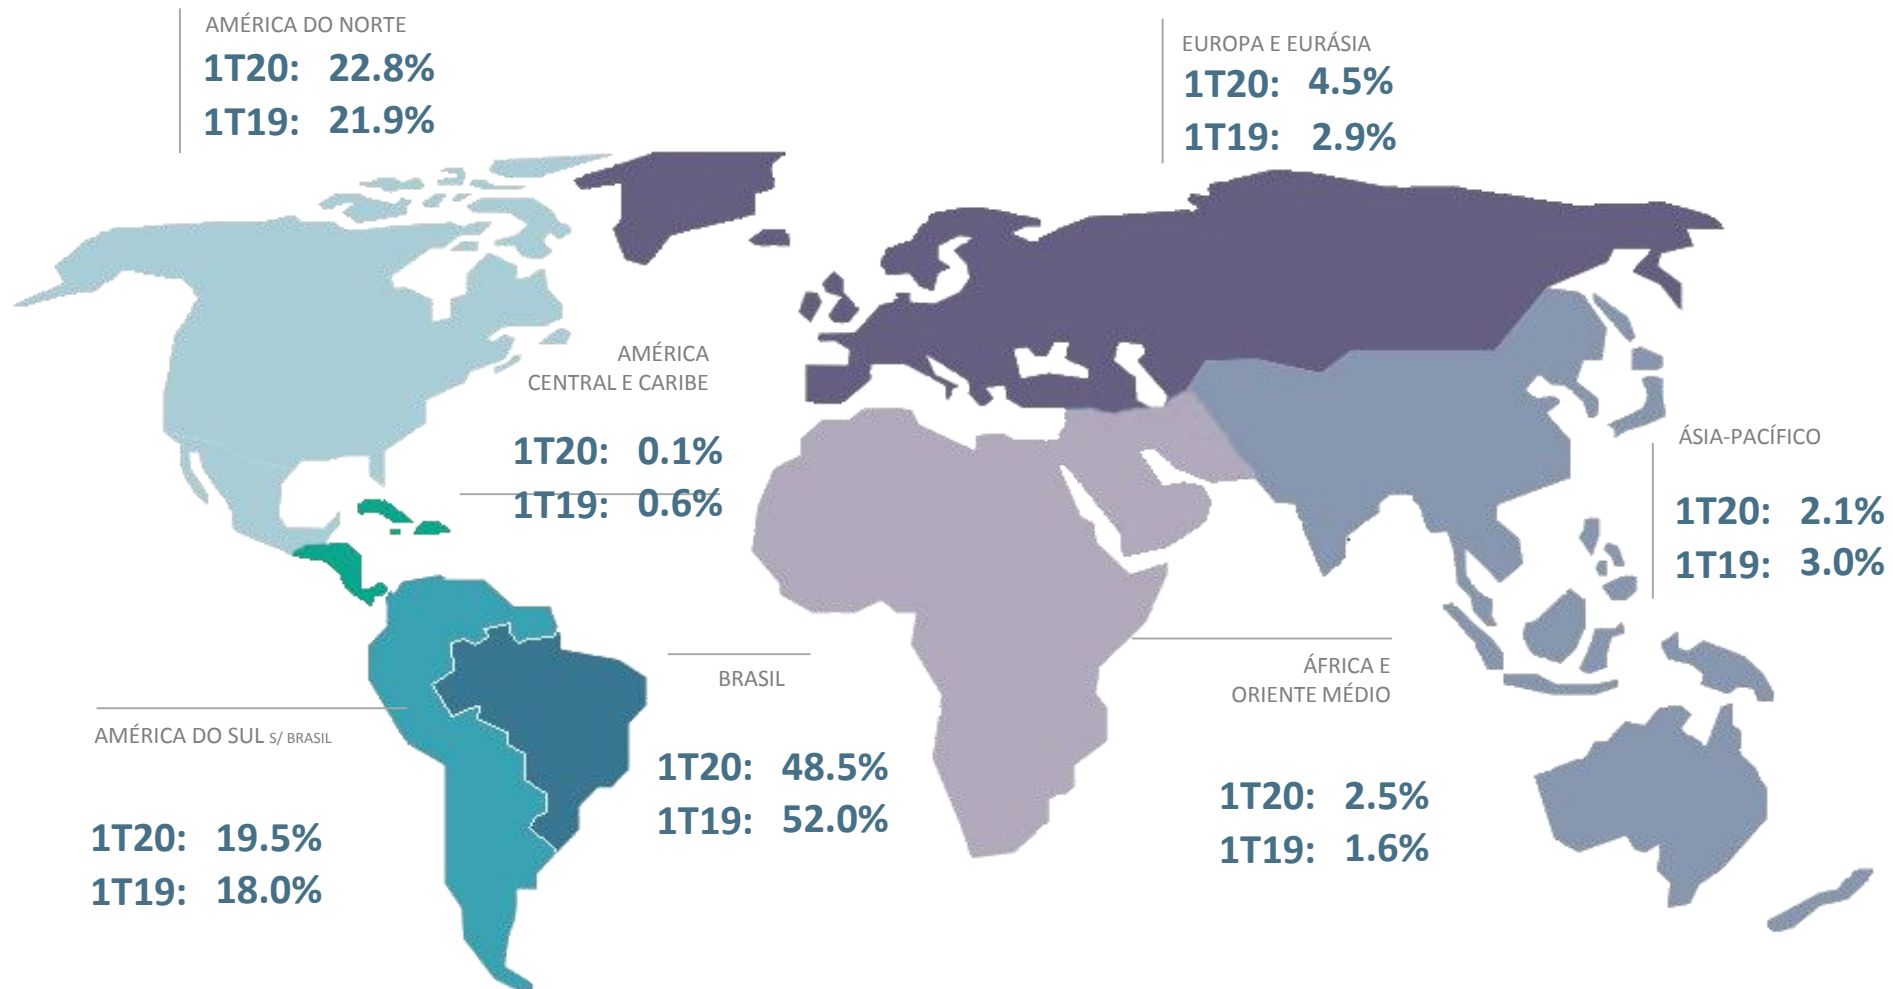 AMÉRICA DO NORTE
1T20: 22.8%
1T19: 21.9%
EUROPA E EURÁSIA
1T20: 4.5%
1T19: 2.9%
AMÉRICA
CENTRAL E CARIBE
1T20: 0.1%
1T19: 0.6%
ÁSIA-PACÍFICO
1T20: 2.1%
1T19: 3.0%
BRASIL
1T20: 48.5%
1T19: 52.0%
ÁFRICA E
ORIENTE MÉDIO
1T20: 2.5%
1T19: 1.6%
AMÉRICA DO SUL S/ BRASIL
1T20: 19.5%
1T19: 18.0%